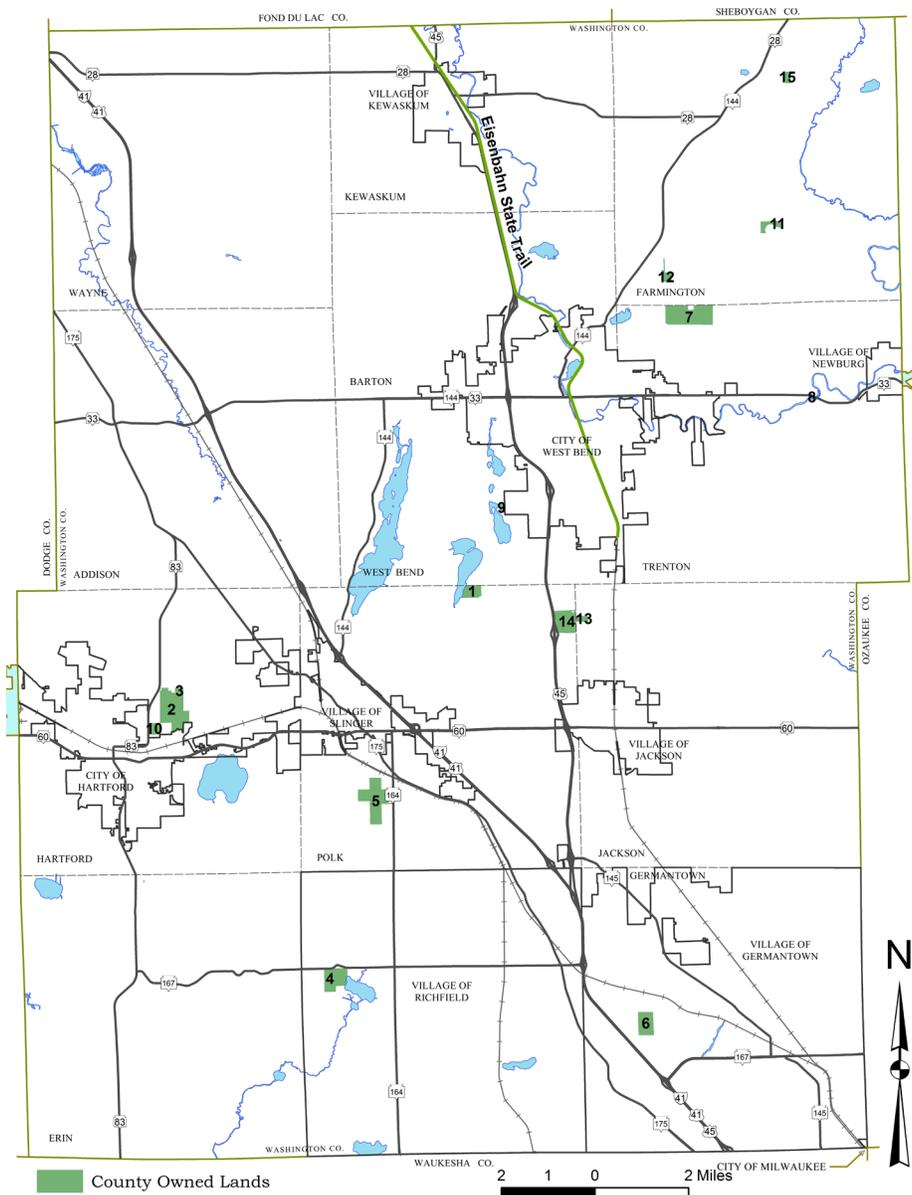 FOND DU LAC CO.
SHEBOYGAN CO.
WASHINGTON CO.
45
28
28
28
15
41
41
VILLAGE OF
KEWASKUM
144
28
Eisenbahn State Trail
KEWASKUM
11
12
WAYNE
FARMINGTON
7
175
144
VILLAGE OF
NEWBURG
BARTON
33
144
33
8
33
144
CITY OF
WEST BEND
9
DODGE CO.
WASHINGTON CO.
83
ADDISON
WEST BEND
TRENTON
1
WASHINGTON CO.
OZAUKEE CO.
144
14
13
3
2
45
10
VILLAGE OF
SLINGER
60
83
60
60
175
41
41
VILLAGE OF
JACKSON
CITY OF
HARTFORD
5
164
HARTFORD
POLK
JACKSON
GERMANTOWN
145
VILLAGE OF
GERMANTOWN
N
4
167
VILLAGE OF
RICHFIELD
6
167
164
83
41
41
45
145
175
ERIN
WASHINGTON CO.
WAUKESHA CO.
CITY OF MILWAUKEE
County Owned Lands
2 1 0 2 Miles